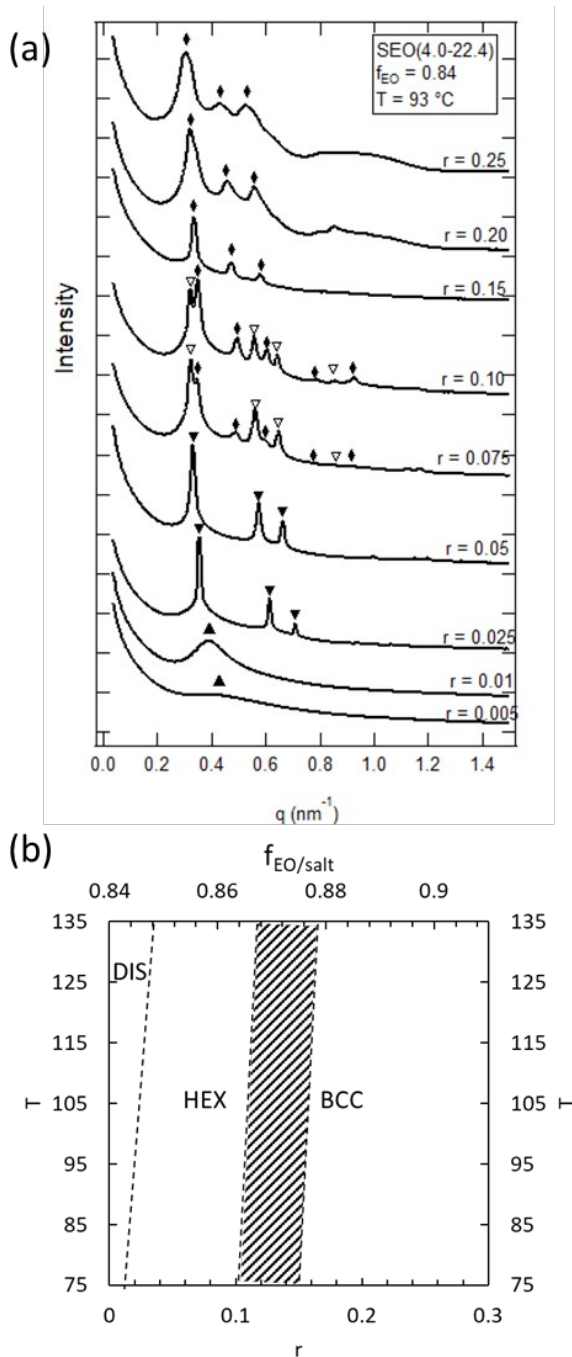 (a)
SEO(4.0-22.4)
f_EO = 0.84
T = 93 °C
r = 0.25
r = 0.20
r = 0.15
r = 0.10
r = 0.075
r = 0.05
r = 0.025
r = 0.01
r = 0.005
Intensity
0.0 0.2 0.4 0.6 0.8 1.0 1.2 1.4
q (nm⁻¹)
(b)
f_EO/salt
0.84 0.86 0.88 0.9
135 135
DIS
125 125
115 115
T 105 HEX BCC 105 T
95 95
85 85
75 75
0 0.1 0.2 0.3
r